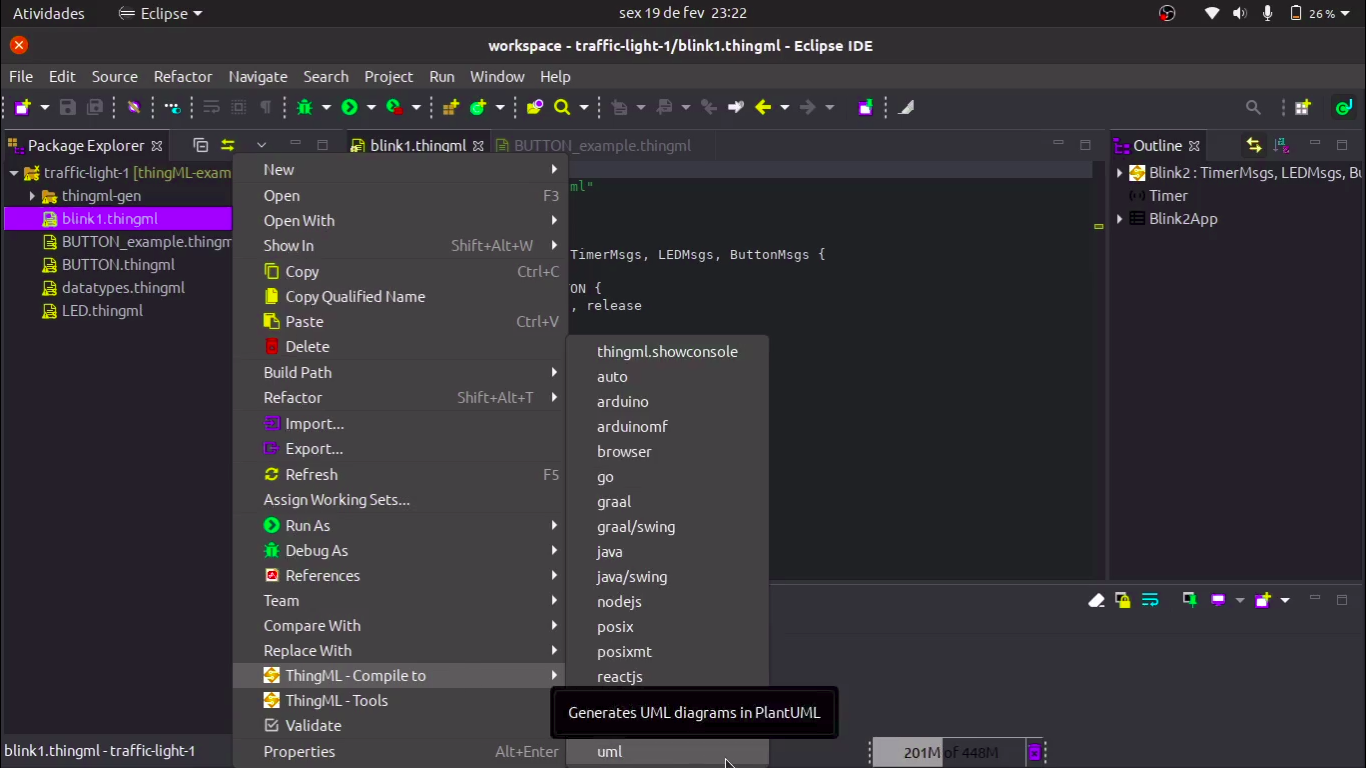 Atividades
Eclipse
sex 19 de fev 23:22
26 %
workspace - traffic-light-1/blink1.thingml - Eclipse IDE
File Edit Source Refactor Navigate Search Project Run Window Help
Package Explorer
blink1.thingml
BUTTON_example.thingml
Outline
traffic-light-1 [thingML-exam
thingml-gen
blink1.thingml
BUTTON_example.thingm
BUTTON.thingml
datatypes.thingml
LED.thingml
New
Open F3
Open With
Show In Shift+Alt+W
Copy Ctrl+C
Copy Qualified Name
Paste Ctrl+V
Delete
Build Path
Refactor Shift+Alt+T
Import...
Export...
Refresh F5
Assign Working Sets...
Run As
Debug As
References
Team
Compare With
Replace With
ThingML - Compile to
ThingML - Tools
Validate
Properties Alt+Enter
ml"
TimerMsgs, LEDMsgs, ButtonMsgs {
ON {
, release
thingml.showconsole
auto
arduino
arduinomf
browser
go
graal
graal/swing
java
java/swing
nodejs
posix
posixmt
reactjs
Generates UML diagrams in PlantUML
uml
Blink2 : TimerMsgs, LEDMsgs, Bu
Timer
Blink2App
blink1.thingml - traffic-light-1
201M of 448M